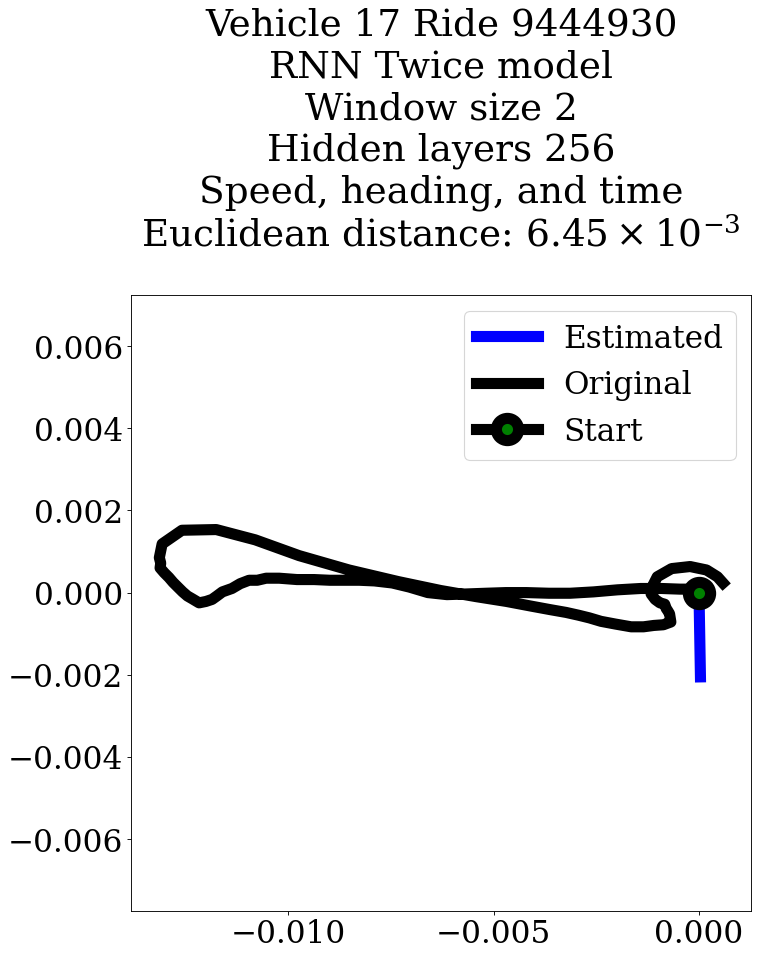 Vehicle 17 Ride 9444930
RNN Twice model
Window size 2
Hidden layers 256
Speed, heading, and time
Euclidean distance: 6.45 × 10⁻³
Estimated
Original
Start
0.006
0.004
0.002
0.000
−0.002
−0.004
−0.006
−0.010
−0.005
0.000